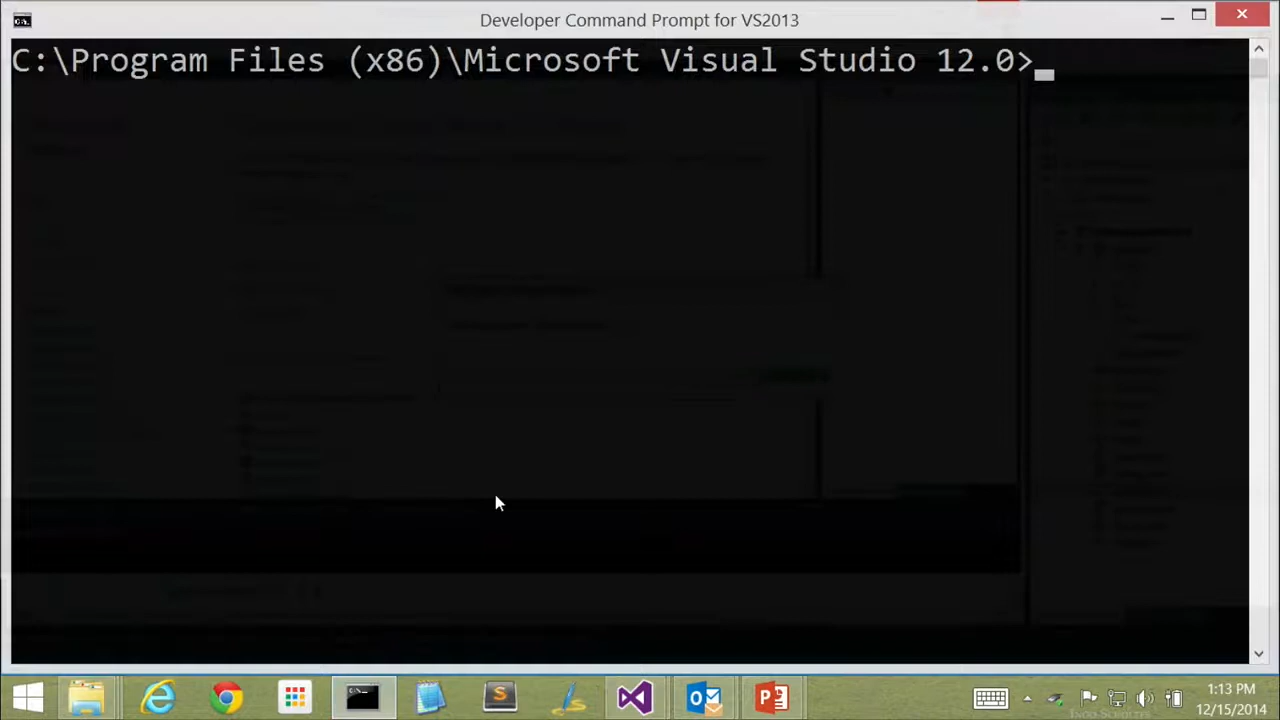 Developer Command Prompt for VS2013
C:\Program Files (x86)\Microsoft Visual Studio 12.0>
1:13 PM
12/15/2014